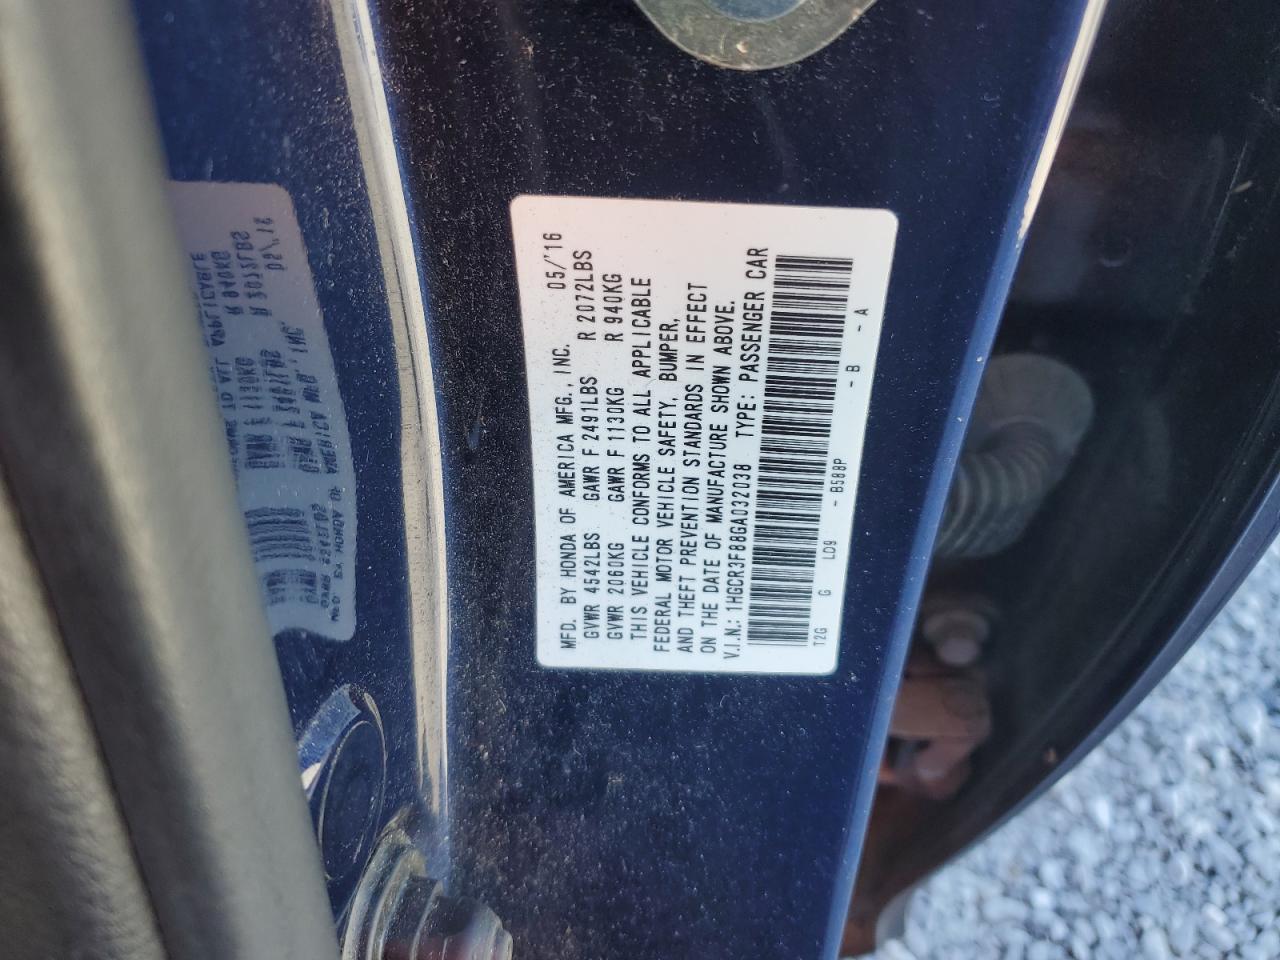 MFD. BY HONDA OF AMERICA MFG., INC. 05/'16
GVWR 4542LBS GAWR F 2491LBS R 2072LBS
GVWR 2060KG GAWR F 1130KG R 940KG
THIS VEHICLE CONFORMS TO ALL APPLICABLE
FEDERAL MOTOR VEHICLE SAFETY, BUMPER,
AND THEFT PREVENTION STANDARDS IN EFFECT
ON THE DATE OF MANUFACTURE SHOWN ABOVE.
V.I.N.: 1HGCR3F88GA032038 TYPE: PASSENGER CAR
T2G G LD9 - B588P - B - A